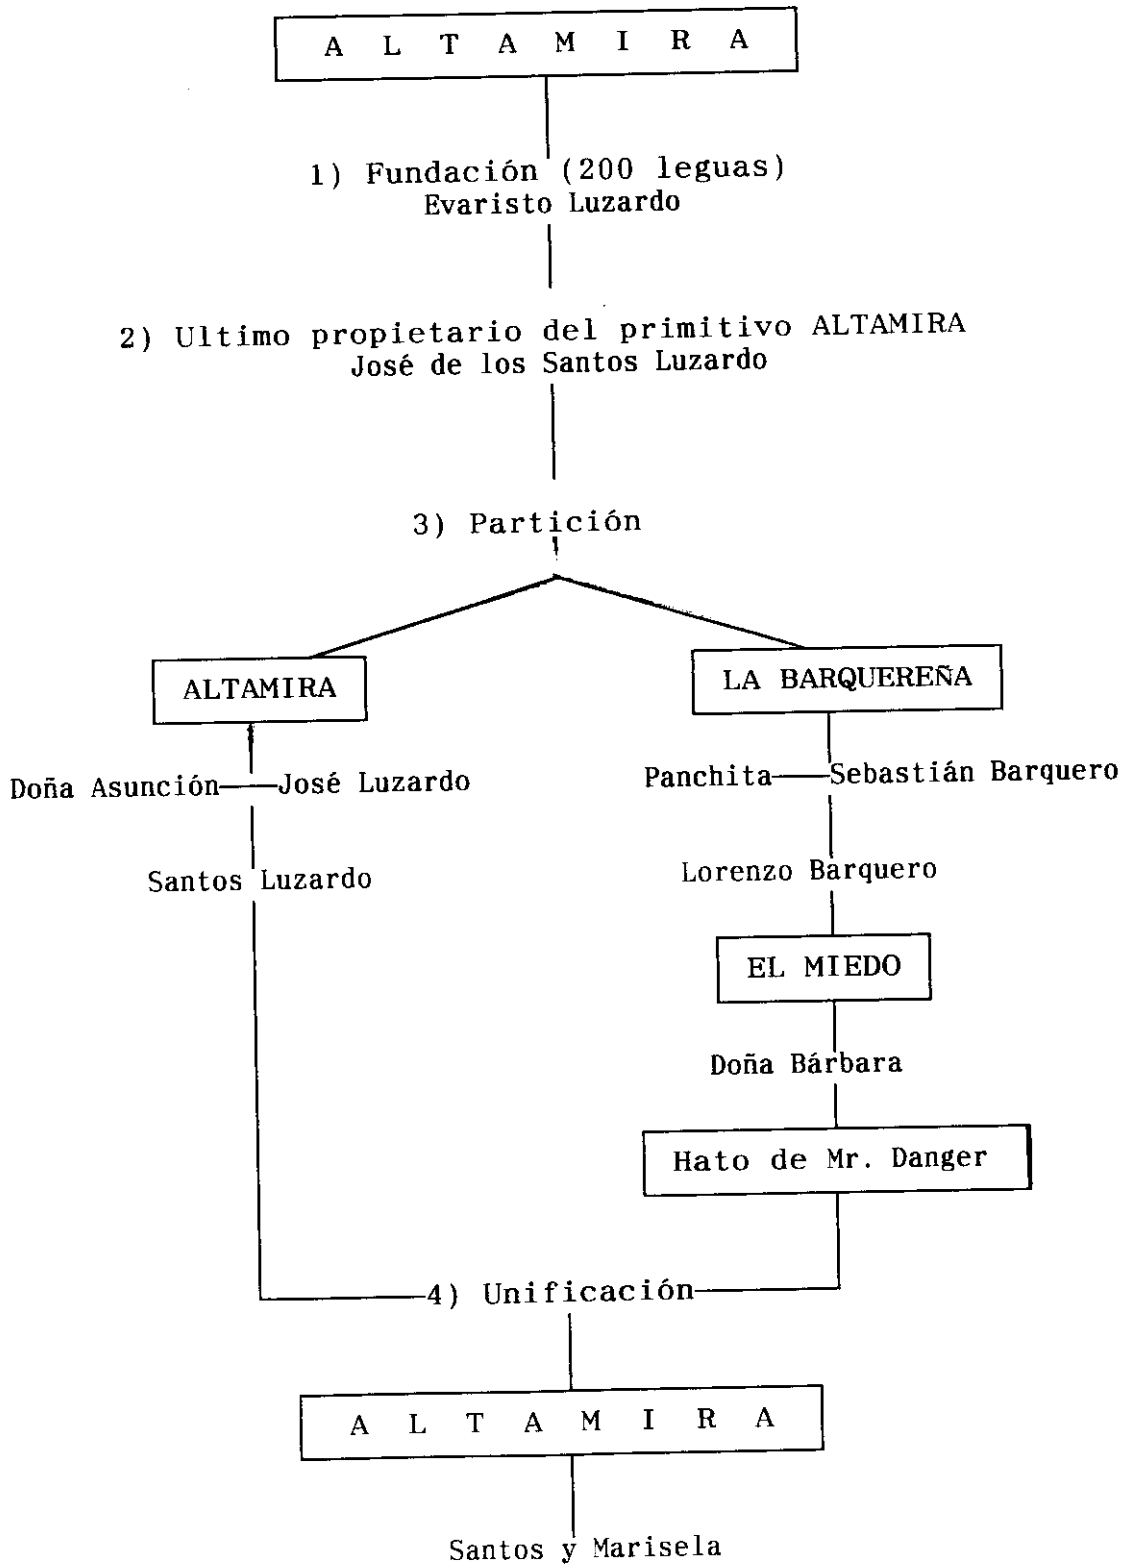 A L T A M I R A
1) Fundación (200 leguas)
Evaristo Luzardo
2) Ultimo propietario del primitivo ALTAMIRA
José de los Santos Luzardo
3) Partición
ALTAMIRA
LA BARQUEREÑA
Doña Asunción José Luzardo
Panchita Sebastián Barquero
Santos Luzardo
Lorenzo Barquero
EL MIEDO
Doña Bárbara
Hato de Mr. Danger
4) Unificación
A L T A M I R A
Santos y Marisela